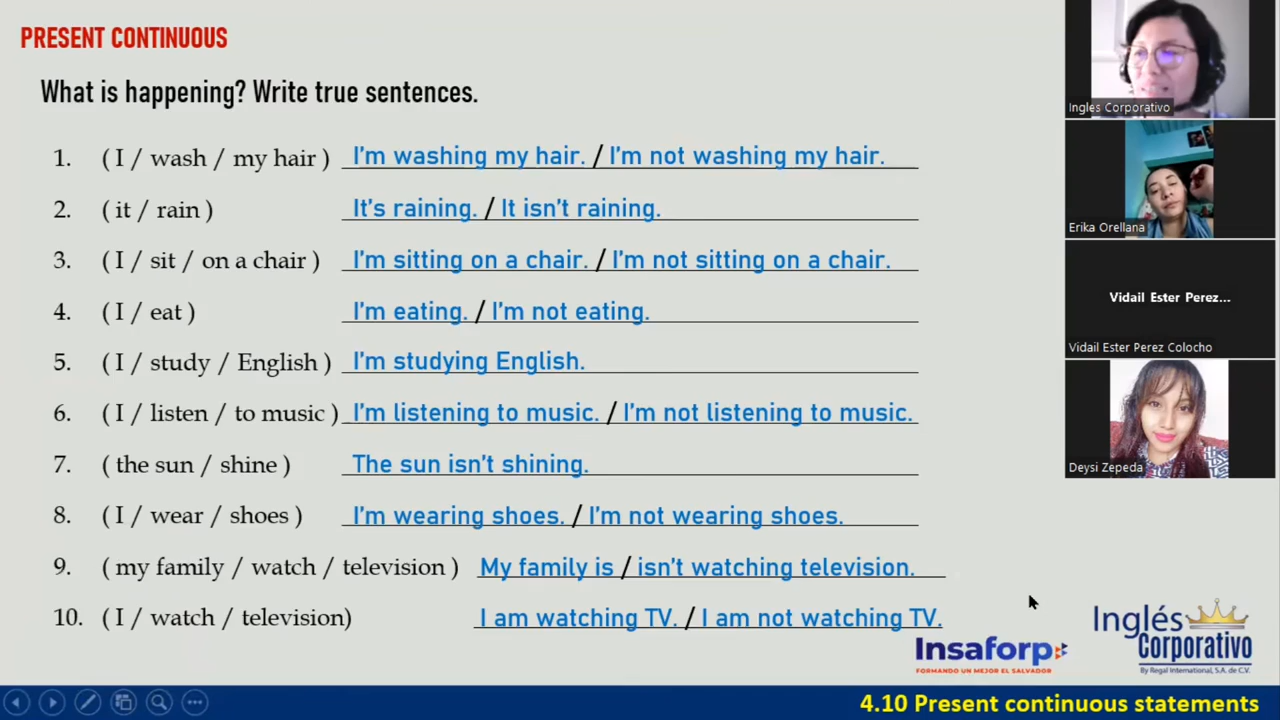 PRESENT CONTINUOUS
What is happening? Write true sentences.
1. ( I / wash / my hair ) I'm washing my hair. / I'm not washing my hair.
2. ( it / rain ) It's raining. / It isn't raining.
3. ( I / sit / on a chair ) I'm sitting on a chair. / I'm not sitting on a chair.
4. ( I / eat ) I'm eating. / I'm not eating.
5. ( I / study / English ) I'm studying English.
6. ( I / listen / to music ) I'm listening to music. / I'm not listening to music.
7. ( the sun / shine ) The sun isn't shining.
8. ( I / wear / shoes ) I'm wearing shoes. / I'm not wearing shoes.
9. ( my family / watch / television ) My family is / isn't watching television.
10. ( I / watch / television) I am watching TV. / I am not watching TV.
Insaforp
FORMANDO UN MEJOR EL SALVADOR
Inglés
Corporativo
By Regal International, S.A. de C.V.
4.10 Present continuous statements
Ingles Corporativo
Erika Orellana
Vidail Ester Perez...
Vidail Ester Perez Colocho
Deysi Zepeda